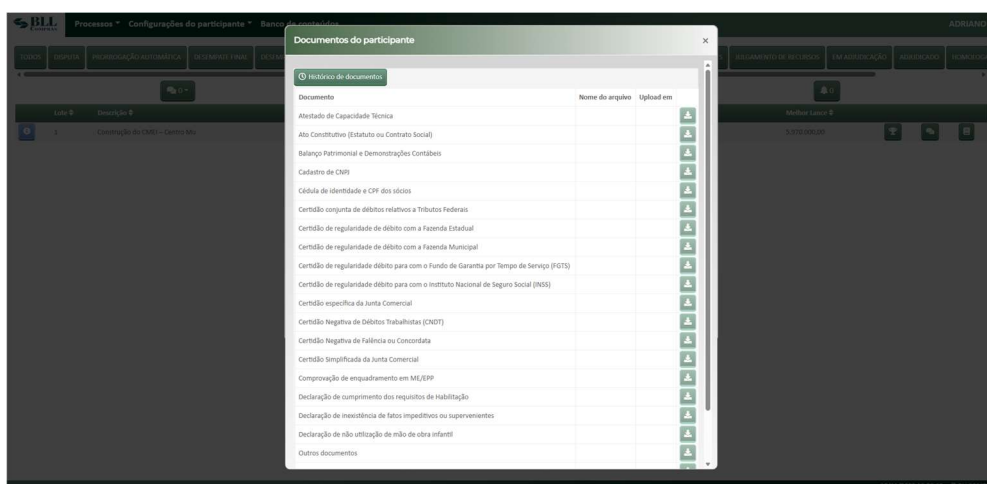 BLL
Processos
Configurações do participante
Banco de conteúdos
ADRIANO
TODOS
DISPUTA
PRORROGAÇÃO AUTOMÁTICA
DESEMPATE FINAL
JULGAMENTO DE RECURSOS
EM ADJUDICAÇÃO
ADJUDICADO
0
0
Lote
Descrição
Melhor Lance
1
Construção do CMEI – Centro Mu
Documentos do participante
×
Histórico de documentos
Documento Nome do arquivo Upload em
Atestado de Capacidade Técnica
Ato Constitutivo (Estatuto ou Contrato Social)
Balanço Patrimonial e Demonstrações Contábeis
Cadastro de CNPJ
Cédula de identidade e CPF dos sócios
Certidão conjunta de débitos relativos a Tributos Federais
Certidão de regularidade de débito com a Fazenda Estadual
Certidão de regularidade de débito com a Fazenda Municipal
Certidão de regularidade débito para com o Fundo de Garantia por Tempo de Serviço (FGTS)
Certidão de regularidade débito para com o Instituto Nacional de Seguro Social (INSS)
Certidão específica da Junta Comercial
Certidão Negativa de Débitos Trabalhistas (CNDT)
Certidão Negativa de Falência ou Concordata
Certidão Simplificada da Junta Comercial
Comprovação de enquadramento em ME/EPP
Declaração de cumprimento dos requisitos de Habilitação
Declaração de inexistência de fatos impeditivos ou supervenientes
Declaração de não utilização de mão de obra infantil
Outros documentos